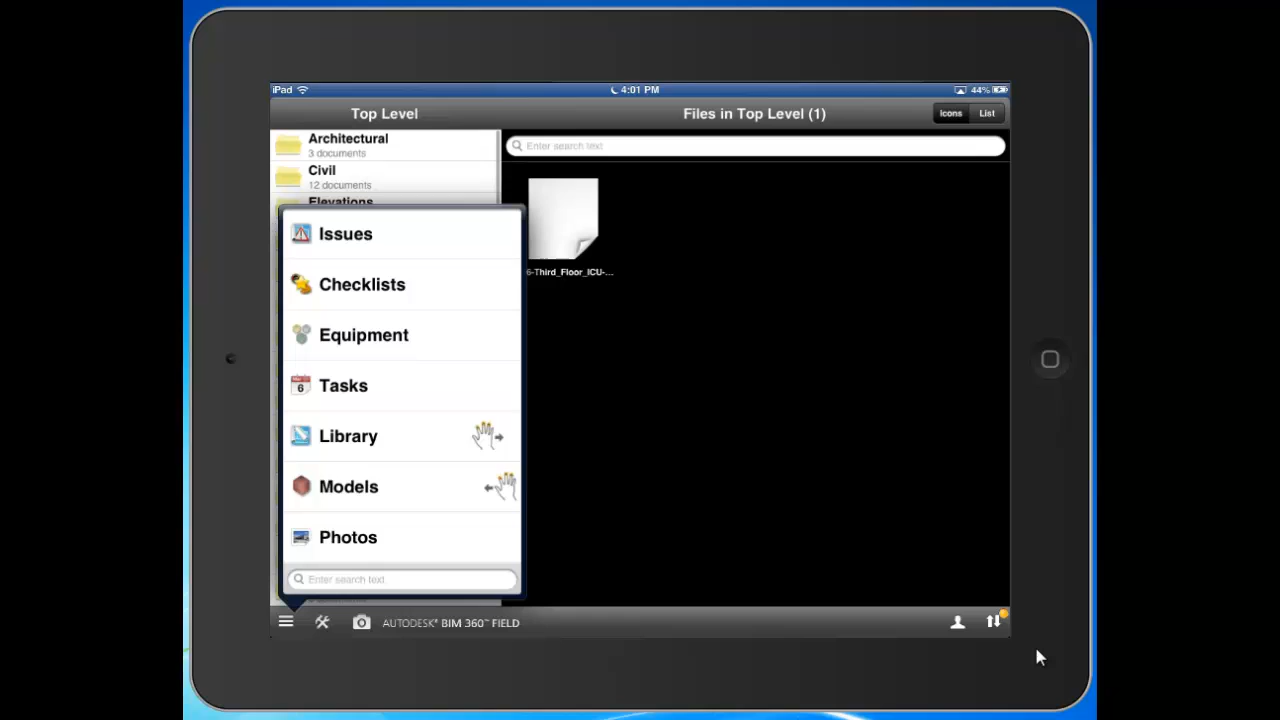 iPad 4:01 PM 44%
Top Level
Files in Top Level (1)
Icons List
Architectural
3 documents
Civil
12 documents
Elevations
Enter search text
6-Third_Floor_ICU-...
Issues
Checklists
Equipment
6
Tasks
Library
Models
Photos
Enter search text
AUTODESK® BIM 360™ FIELD